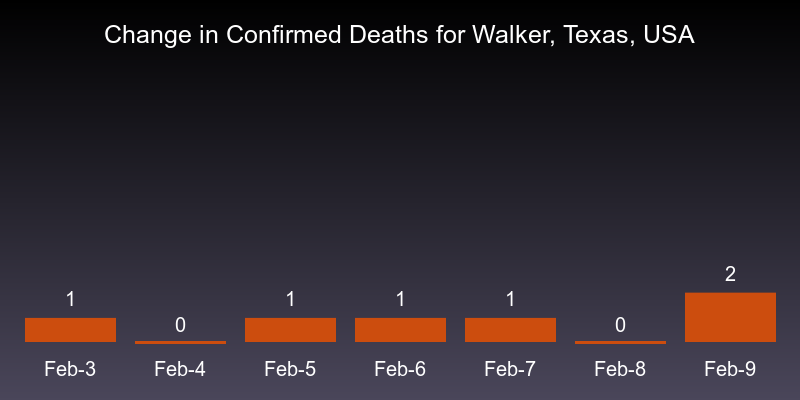 Change in Confirmed Deaths for Walker, Texas, USA
2
1 1 1 1
0 0
Feb-3 Feb-4 Feb-5 Feb-6 Feb-7 Feb-8 Feb-9